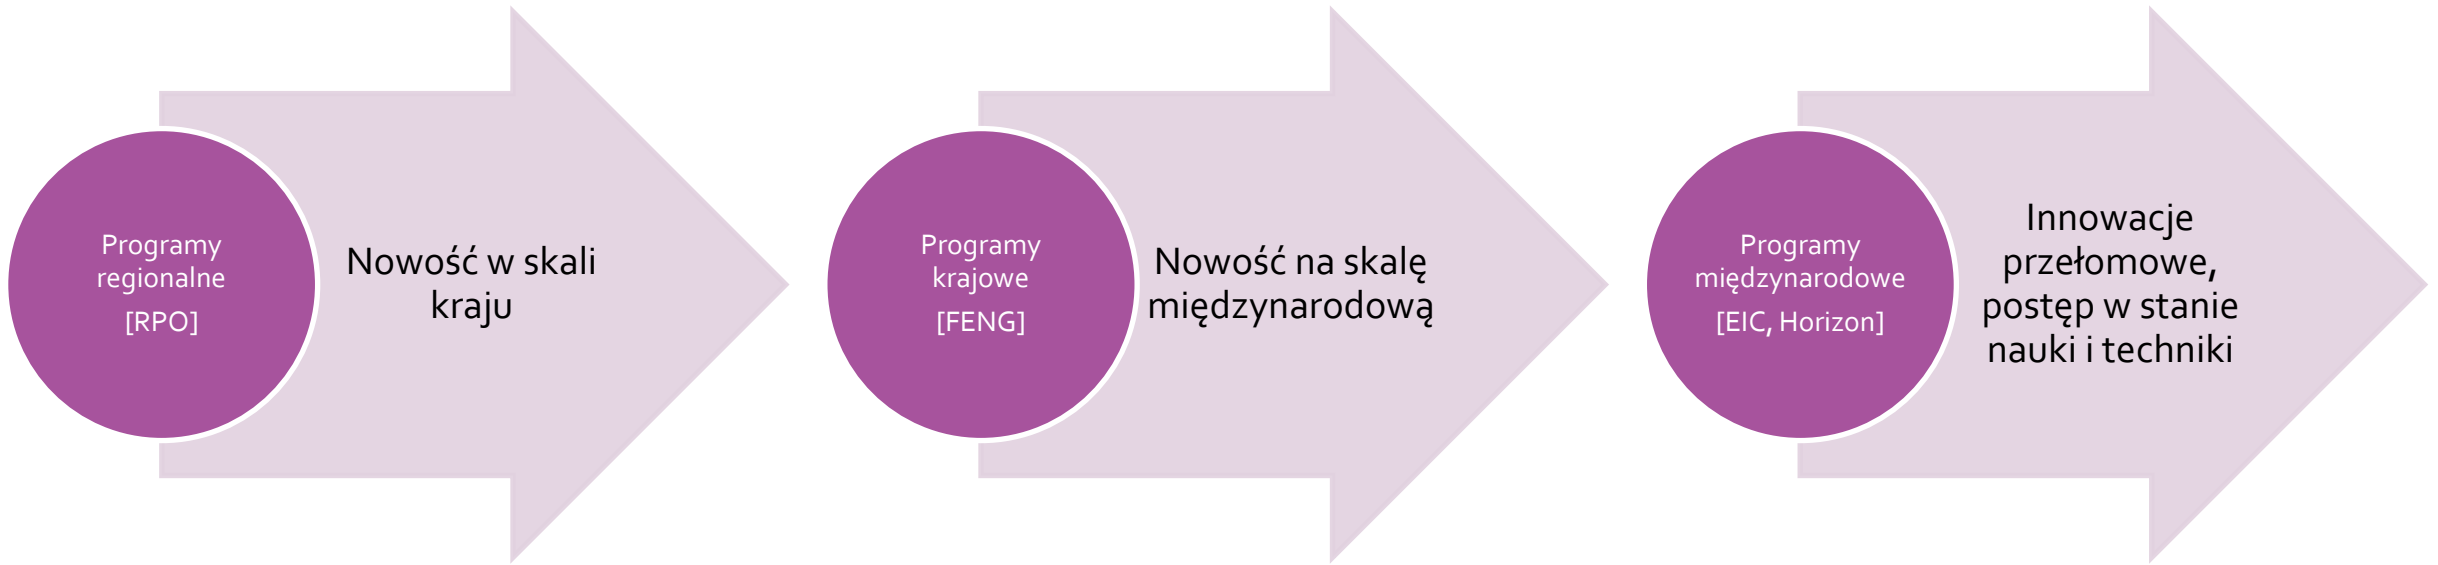 Programy
regionalne
[RPO]
Nowość w skali
kraju
Programy
krajowe
[FENG]
Nowość na skalę
międzynarodową
Programy
międzynarodowe
[EIC, Horizon]
Innowacje
przełomowe,
postęp w stanie
nauki i techniki